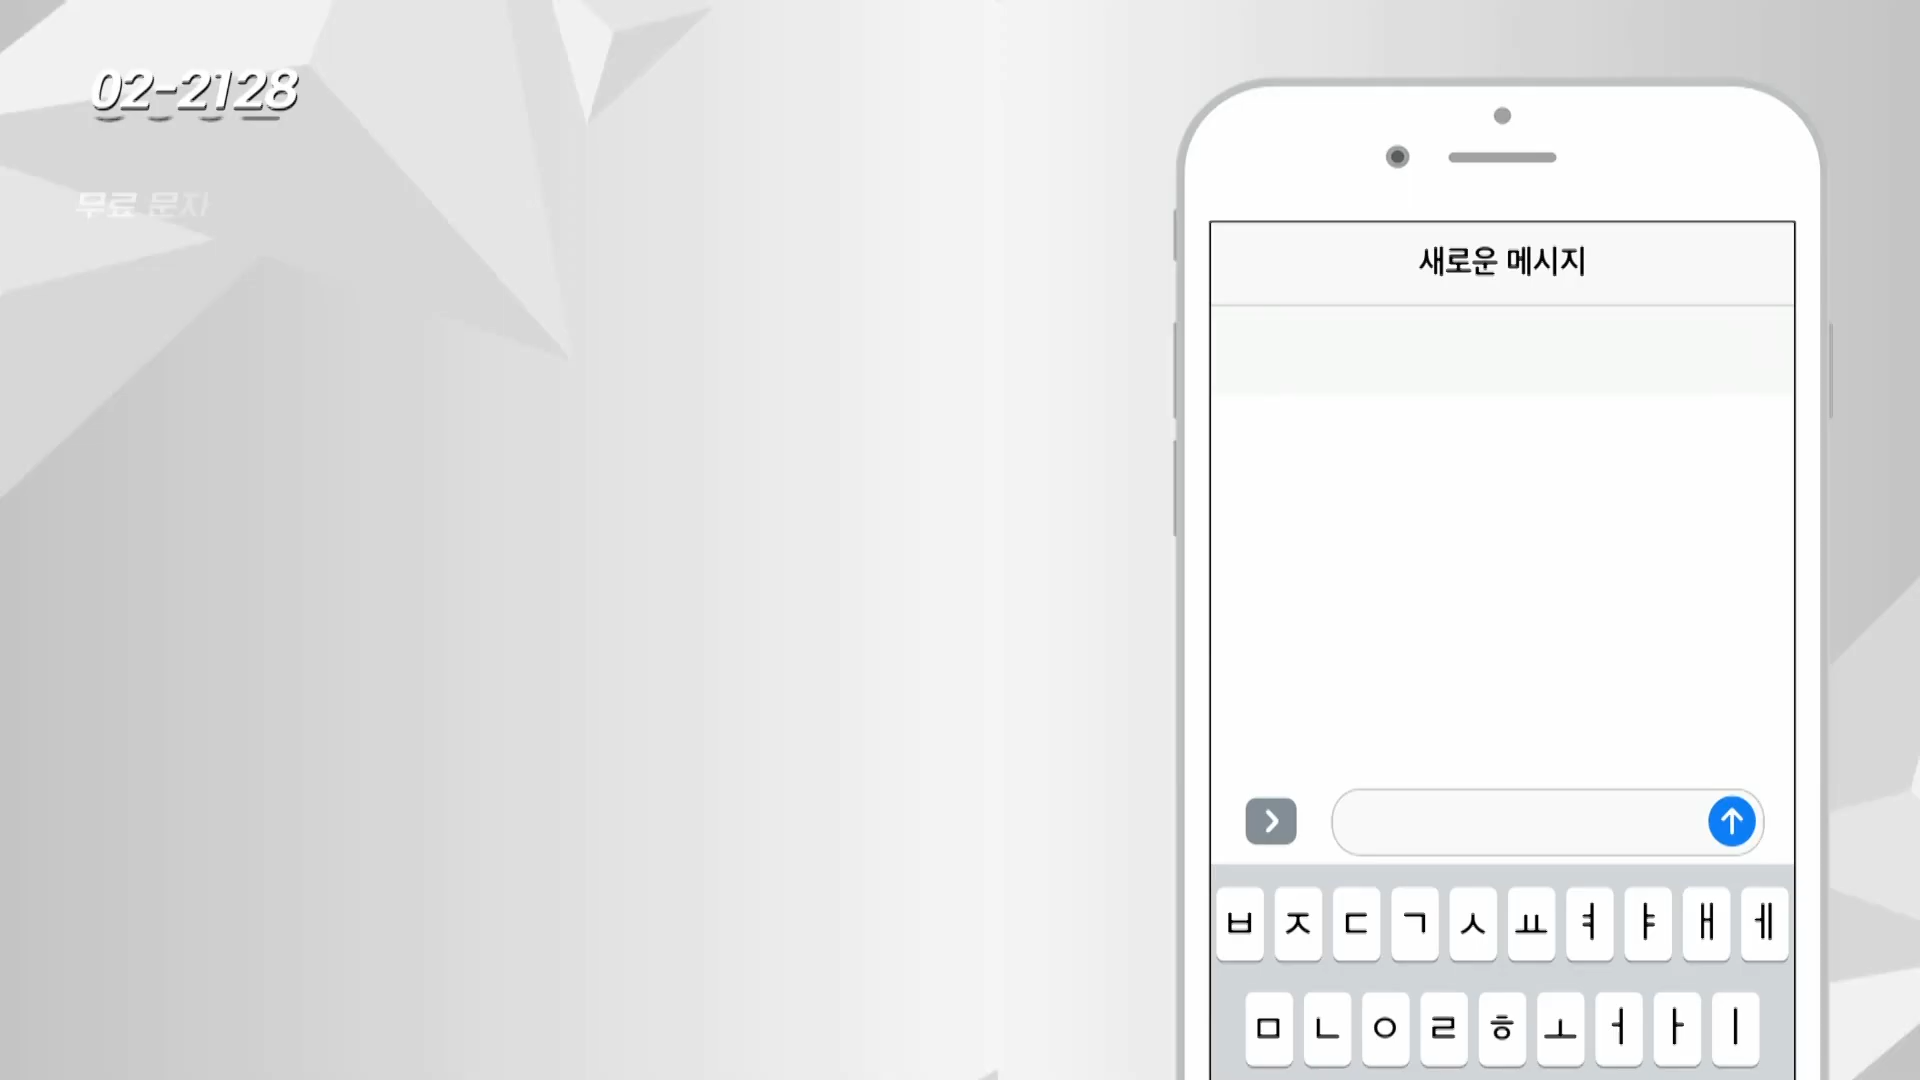 02-2128
무료 문자
새로운 메시지
ㅂ ㅈ ㄷ ㄱ ㅅ ㅛ ㅕ ㅑ ㅐ ㅔ
ㅁ ㄴ ㅇ ㄹ ㅎ ㅗ ㅓ ㅏ ㅣ